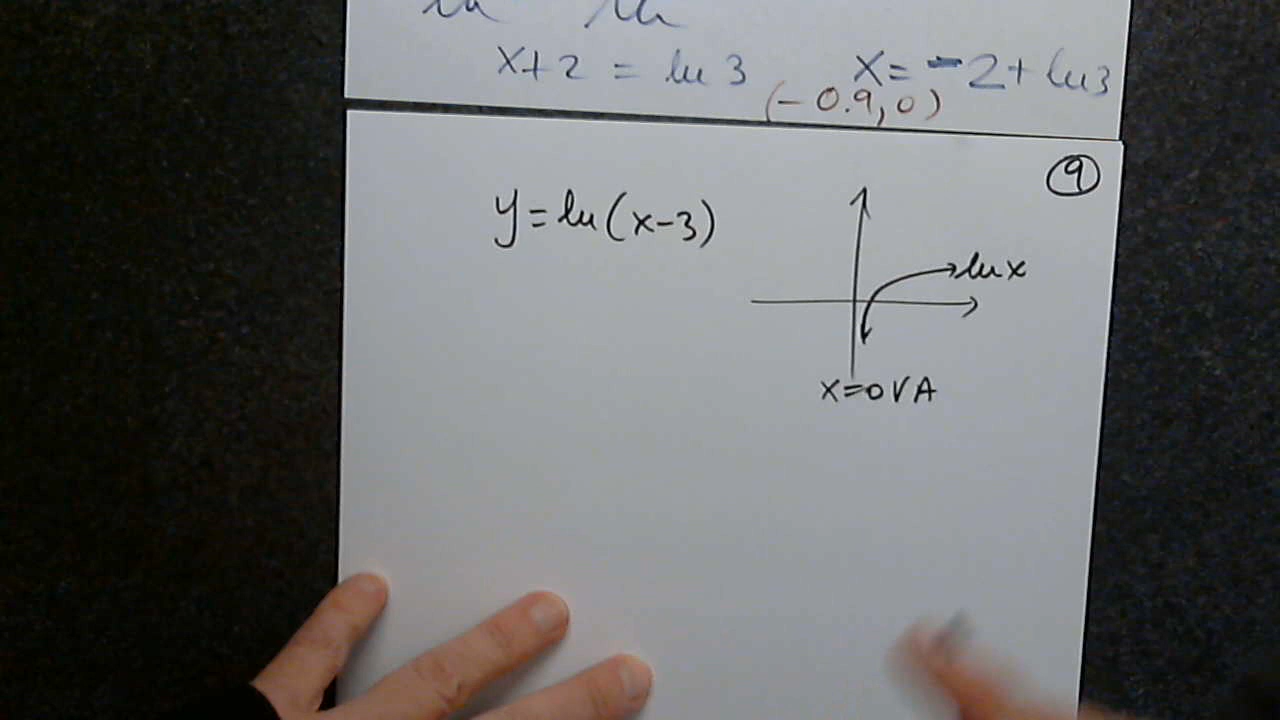 x+2 = ln 3 x= -2+ ln3
(-0.9,0)
9
y=ln(x-3)
ln x
x=0 VA